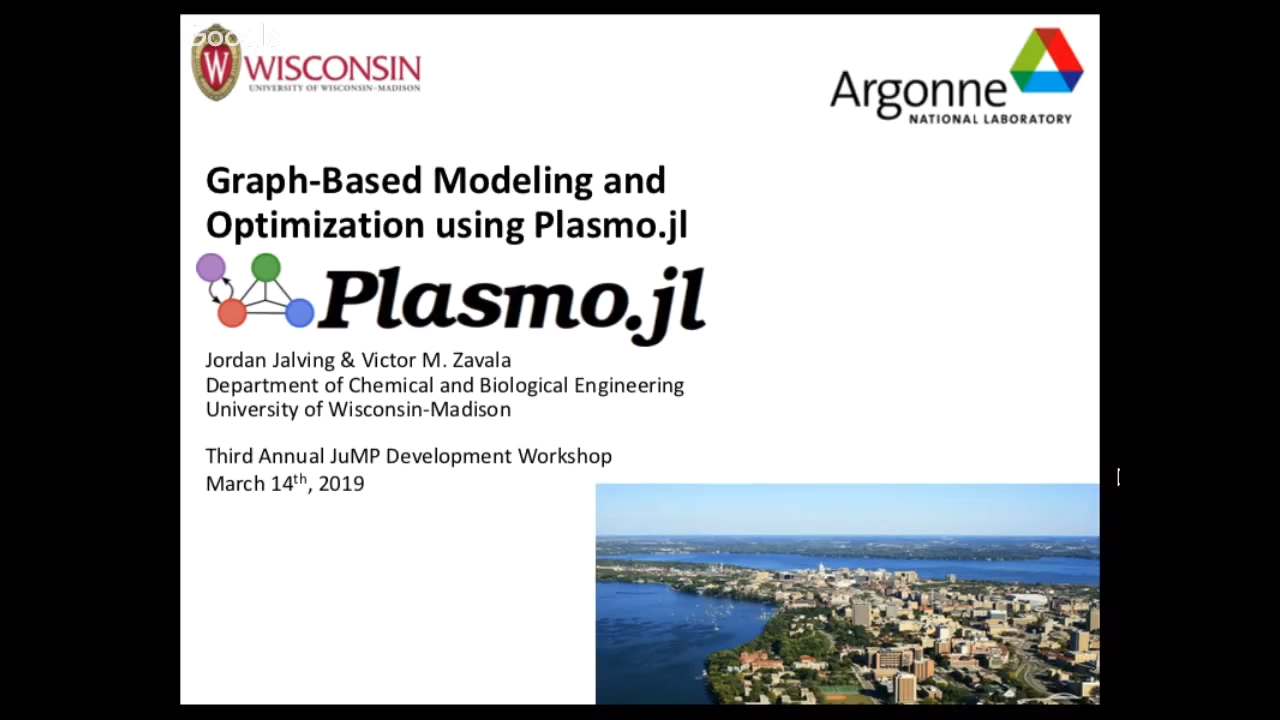 Google
WISCONSIN
UNIVERSITY OF WISCONSIN–MADISON
Argonne
NATIONAL LABORATORY
Graph-Based Modeling and
Optimization using Plasmo.jl
Plasmo.jl
Jordan Jalving & Victor M. Zavala
Department of Chemical and Biological Engineering
University of Wisconsin-Madison
Third Annual JuMP Development Workshop
March 14th, 2019